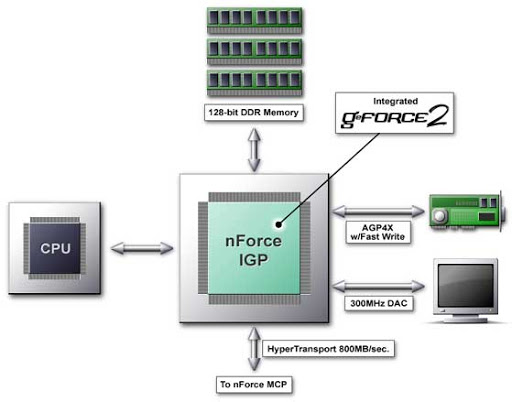 128-bit DDR Memory
Integrated
GeFORCE2
CPU
nForce
IGP
AGP4X
w/Fast Write
300MHz DAC
HyperTransport 800MB/sec.
To nForce MCP